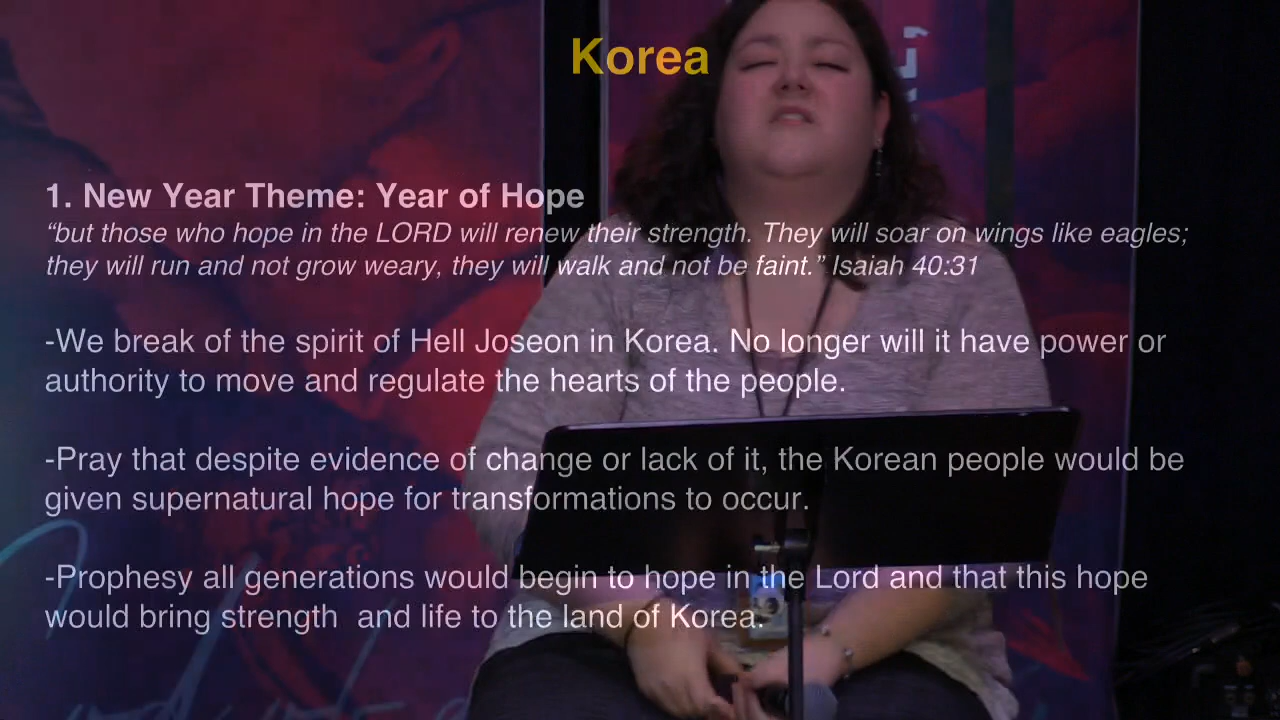 Korea
1. New Year Theme: Year of Hope
“but those who hope in the LORD will renew their strength. They will soar on wings like eagles;
they will run and not grow weary, they will walk and not be faint.” Isaiah 40:31
-We break of the spirit of Hell Joseon in Korea. No longer will it have power or
authority to move and regulate the hearts of the people.
-Pray that despite evidence of change or lack of it, the Korean people would be
given supernatural hope for transformations to occur.
-Prophesy all generations would begin to hope in the Lord and that this hope
would bring strength  and life to the land of Korea.